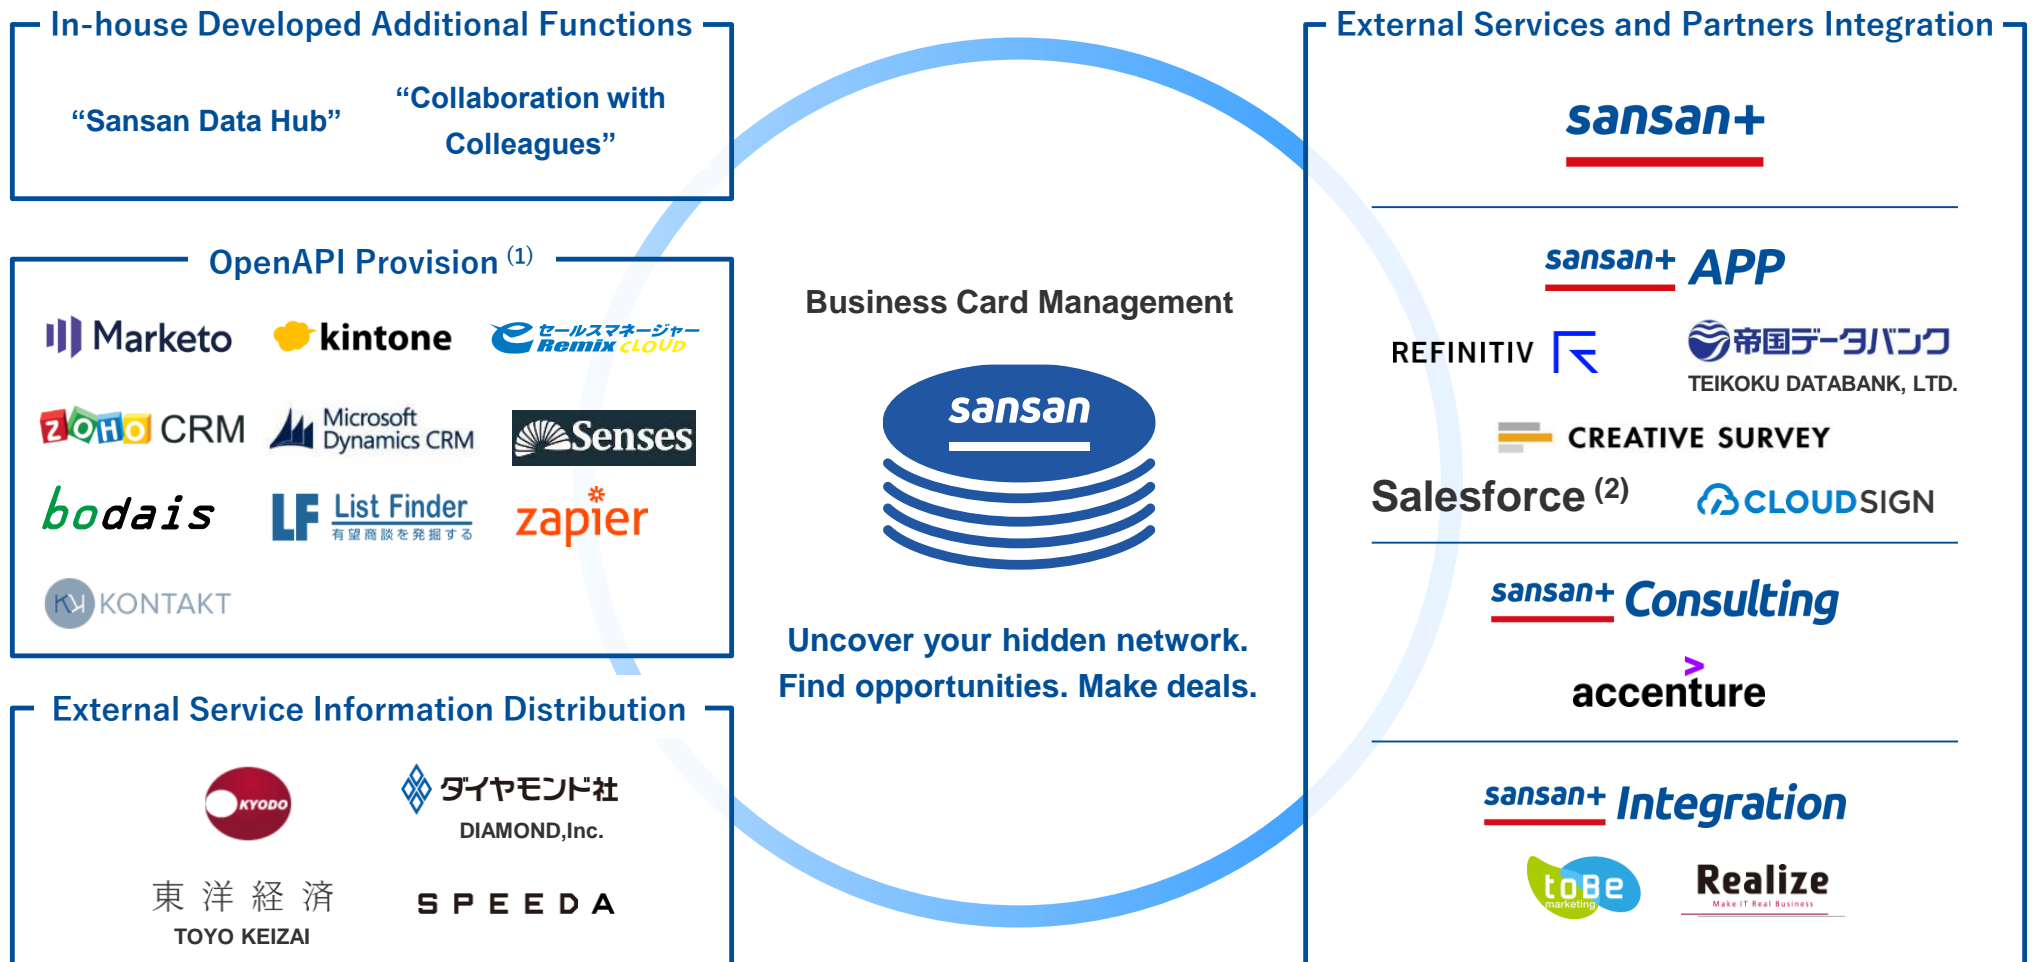 In-house Developed Additional Functions
“Sansan Data Hub”
“Collaboration with
Colleagues”
OpenAPI Provision (1)
Marketo
kintone
eセールスマネージャー
Remix CLOUD
ZOHO CRM
Microsoft
Dynamics CRM
Senses
bodais
LF List Finder
有望商談を発掘する
zapier
KONTAKT
External Service Information Distribution
KYODO
ダイヤモンド社
DIAMOND,Inc.
東洋経済
TOYO KEIZAI
SPEEDA
Business Card Management
sansan
Uncover your hidden network.
Find opportunities. Make deals.
External Services and Partners Integration
sansan+
sansan+ APP
REFINITIV
帝国データバンク
TEIKOKU DATABANK, LTD.
CREATIVE SURVEY
Salesforce (2)
CLOUDSIGN
sansan+ Consulting
accenture
sansan+ Integration
toBe
marketing
Realize
Make IT Real Business